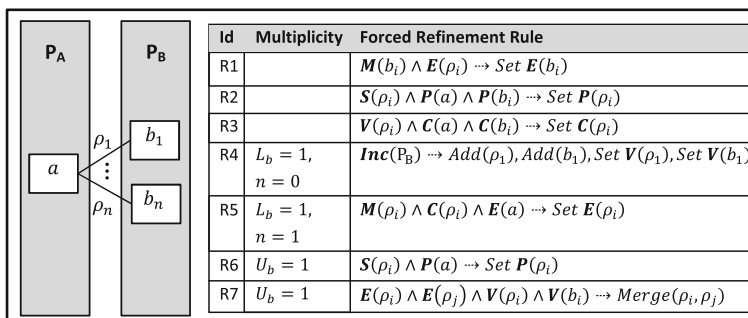 P_A P_B
a
ρ_1
⋮
ρ_n
b_1
b_n
Id Multiplicity Forced Refinement Rule
R1 M(b_i) ∧ E(ρ_i) ⇢ Set E(b_i)
R2 S(ρ_i) ∧ P(a) ∧ P(b_i) ⇢ Set P(ρ_i)
R3 V(ρ_i) ∧ C(a) ∧ C(b_i) ⇢ Set C(ρ_i)
R4 L_b = 1, Inc(P_B) ⇢ Add(ρ_1), Add(b_1), Set V(ρ_1), Set V(b_1)
n = 0
R5 L_b = 1, M(ρ_i) ∧ C(ρ_i) ∧ E(a) ⇢ Set E(ρ_i)
n = 1
R6 U_b = 1 S(ρ_i) ∧ P(a) ⇢ Set P(ρ_i)
R7 U_b = 1 E(ρ_i) ∧ E(ρ_j) ∧ V(ρ_i) ∧ V(b_i) ⇢ Merge(ρ_i, ρ_j)